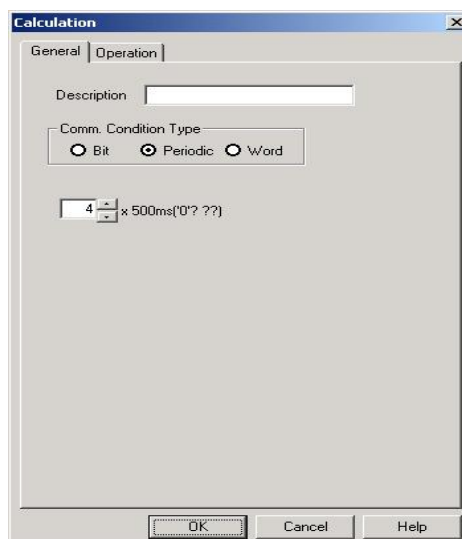 Calculation
General Operation
Description
Comm. Condition Type
Bit Periodic Word
4 x 500ms('0'? ??)
OK Cancel Help